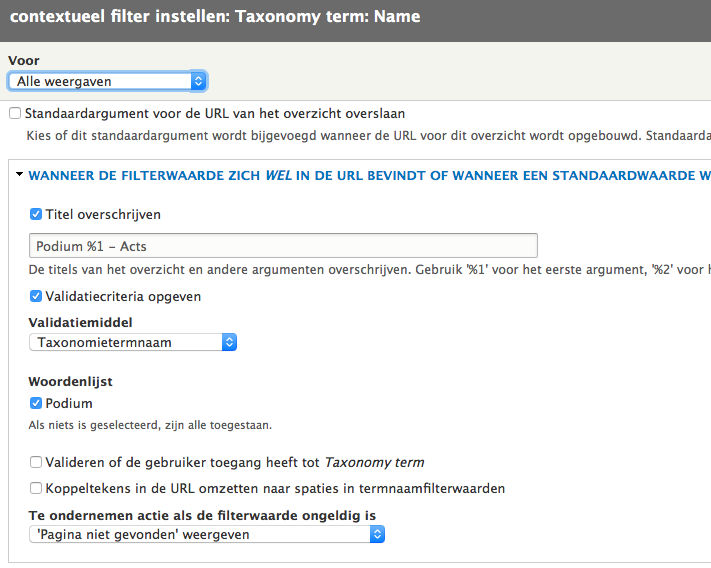 contextueel filter instellen: Taxonomy term: Name
Voor
Alle weergaven
Standaardargument voor de URL van het overzicht overslaan
Kies of dit standaardargument wordt bijgevoegd wanneer de URL voor dit overzicht wordt opgebouwd. Standaarda
WANNEER DE FILTERWAARDE ZICH WEL IN DE URL BEVINDT OF WANNEER EEN STANDAARDWAARDE W
Titel overschrijven
Podium %1 – Acts
De titels van het overzicht en andere argumenten overschrijven. Gebruik '%1' voor het eerste argument, '%2' voor h
Validatiecriteria opgeven
Validatiemiddel
Taxonomietermnaam
Woordenlijst
Podium
Als niets is geselecteerd, zijn alle toegestaan.
Valideren of de gebruiker toegang heeft tot Taxonomy term
Koppeltekens in de URL omzetten naar spaties in termnaamfilterwaarden
Te ondernemen actie als de filterwaarde ongeldig is
'Pagina niet gevonden' weergeven